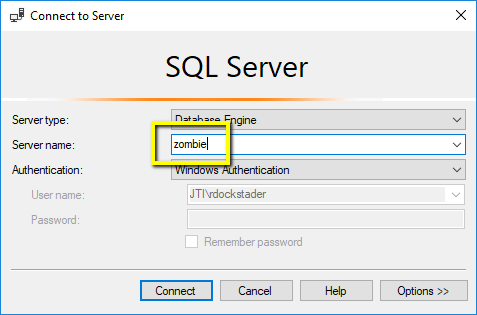 Connect to Server
SQL Server
Server type: Database Engine
Server name: zombie
Authentication: Windows Authentication
User name: JTI\rdockstader
Password:
Remember password
Connect Cancel Help Options >>